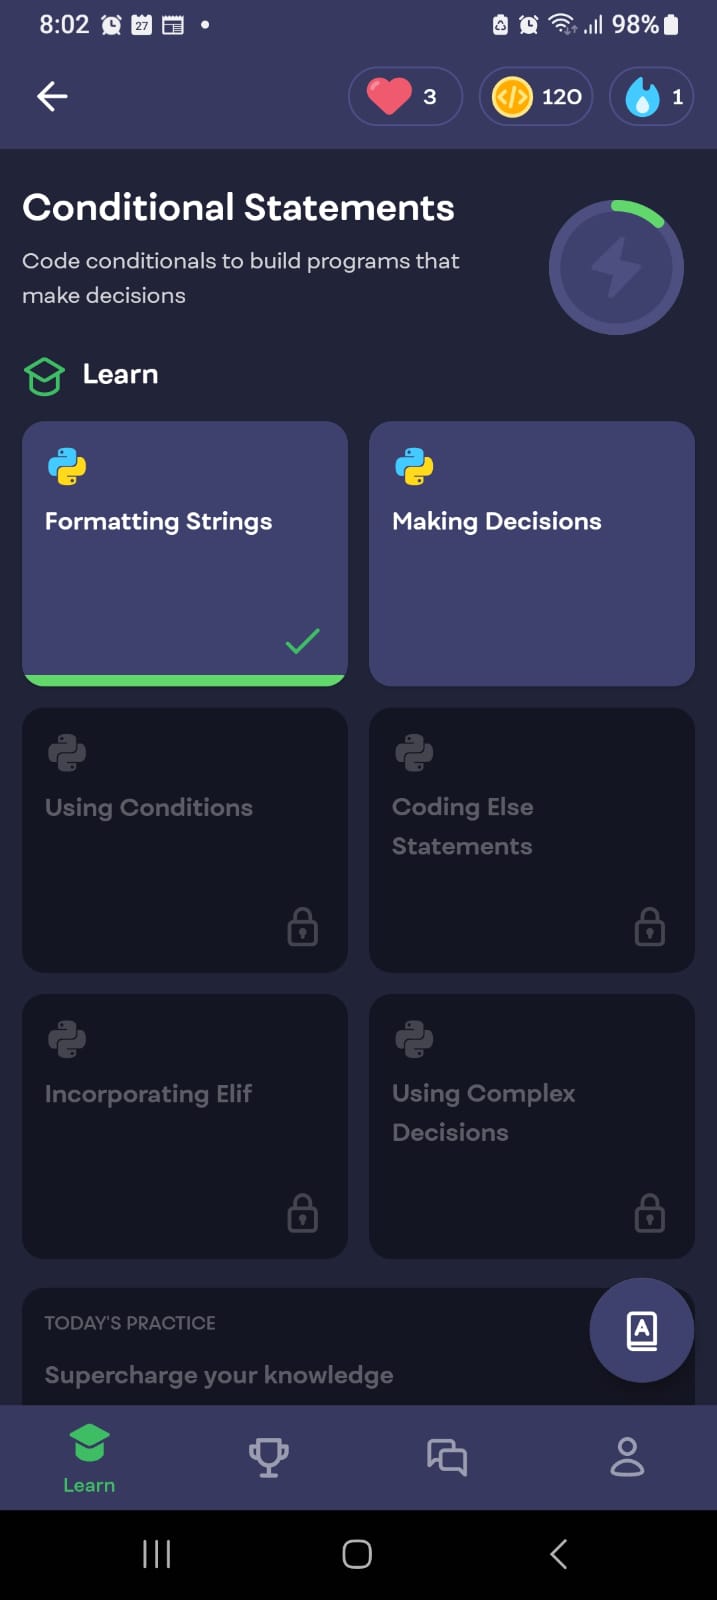 8:02 27 98%
3 120 1
Conditional Statements
Code conditionals to build programs that
make decisions
Learn
Formatting Strings
Making Decisions
Using Conditions
Coding Else
Statements
Incorporating Elif
Using Complex
Decisions
TODAY'S PRACTICE
A
Supercharge your knowledge
Learn